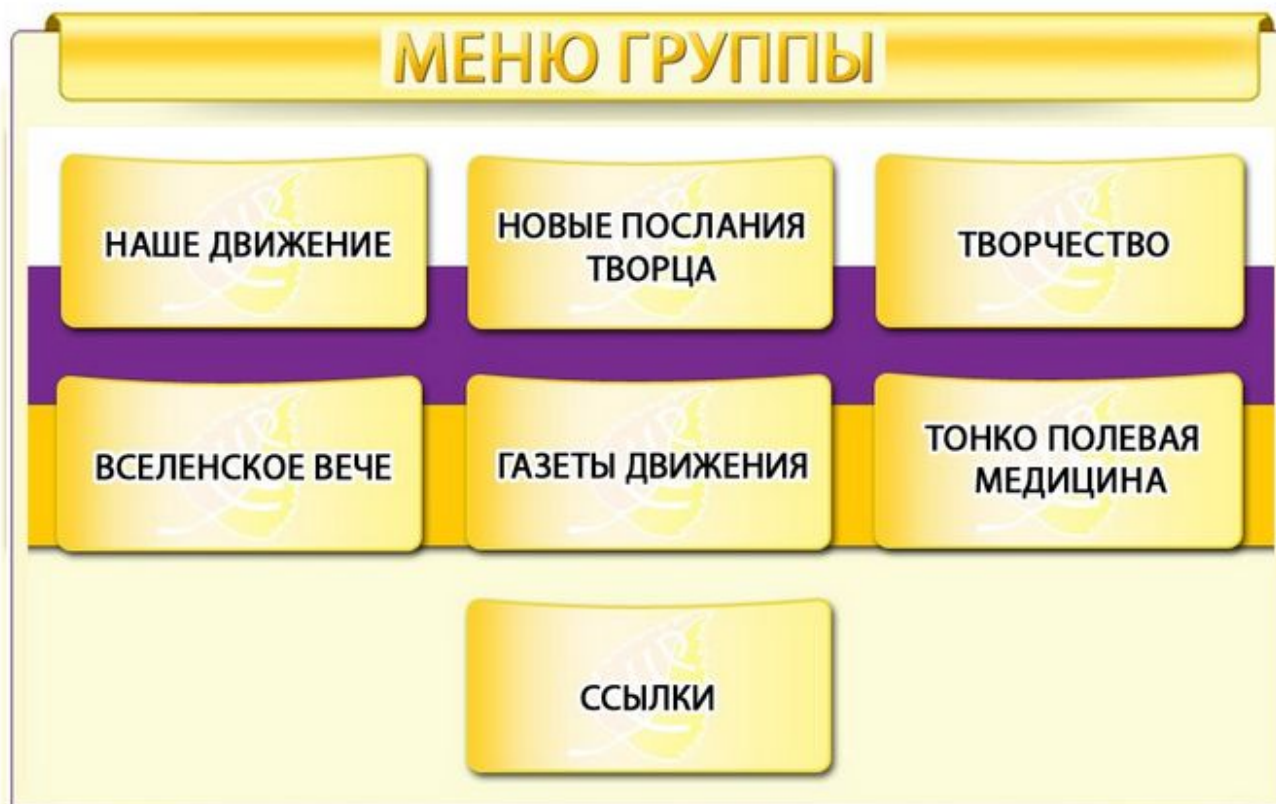 МЕНЮ ГРУППЫ
НАШЕ ДВИЖЕНИЕ
НОВЫЕ ПОСЛАНИЯ
ТВОРЦА
ТВОРЧЕСТВО
ВСЕЛЕНСКОЕ ВЕЧЕ
ГАЗЕТЫ ДВИЖЕНИЯ
ТОНКО ПОЛЕВАЯ
МЕДИЦИНА
ССЫЛКИ